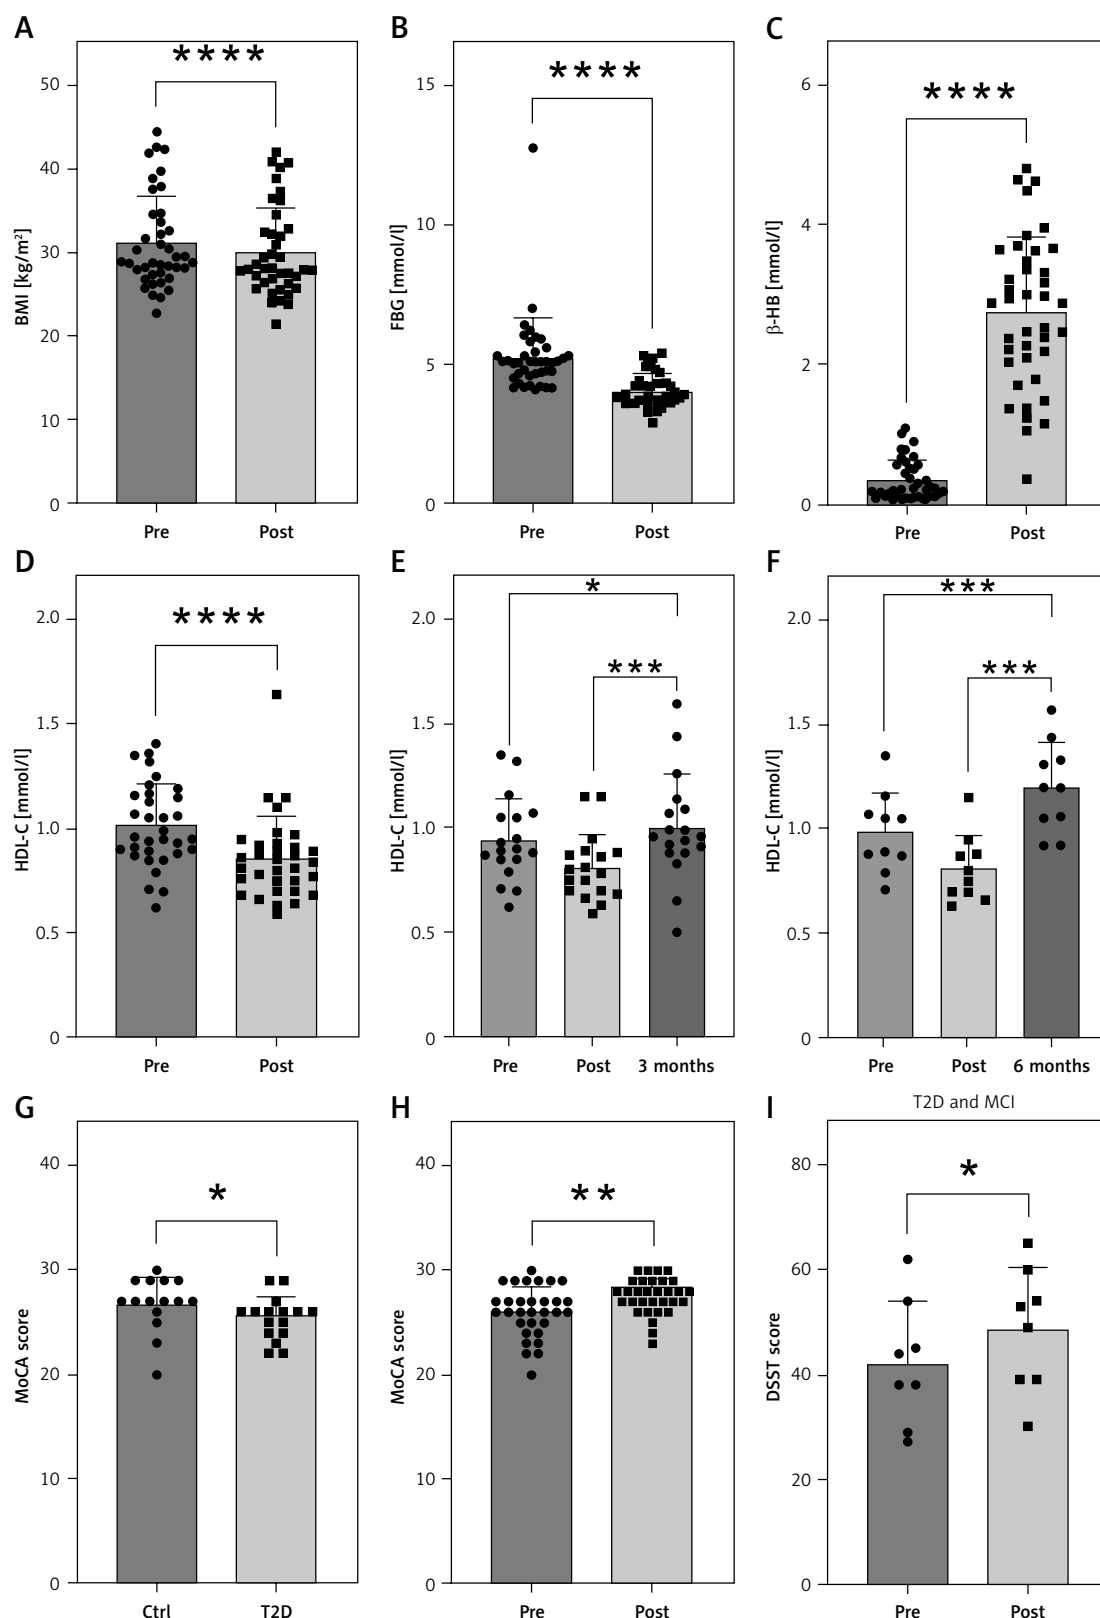 A
B
C
****
****
****
BMI [kg/m²]
50
40
30
20
10
0
FBG [mmol/l]
15
10
5
0
β-HB [mmol/l]
6
4
2
0
Pre
Post
Pre
Post
Pre
Post
D
E
F
****
*
***
***
***
HDL-C [mmol/l]
2.0
1.5
1.0
0.5
0
HDL-C [mmol/l]
2.0
1.5
1.0
0.5
0
HDL-C [mmol/l]
2.0
1.5
1.0
0.5
0
Pre
Post
Pre
Post
3 months
Pre
Post
6 months
G
H
I
T2D and MCI
*
**
*
MoCA score
40
30
20
10
0
MoCA score
40
30
20
10
0
DSST score
80
60
40
20
0
Ctrl
T2D
Pre
Post
Pre
Post